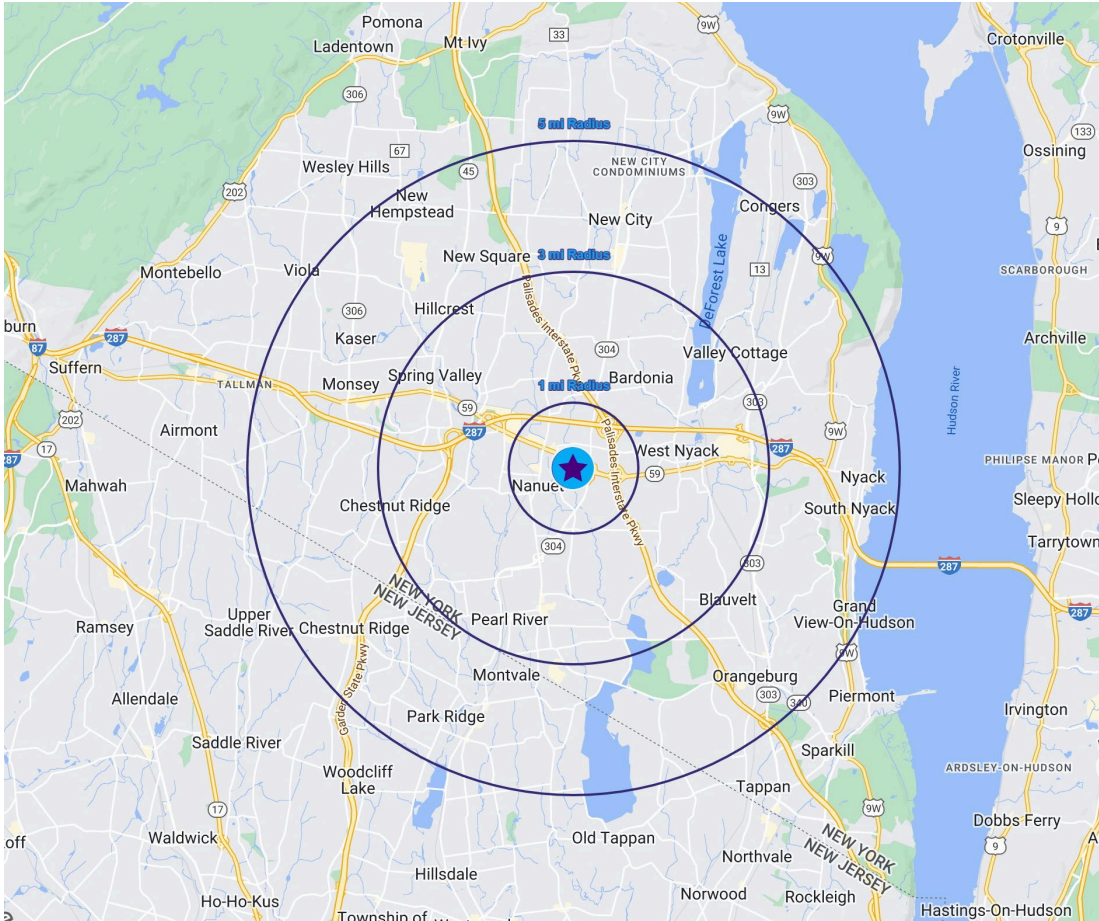 Pomona
Ladentown
Mt Ivy
33
9W
Crotonville
306
9W
133
5 mi Radius
67
Wesley Hills
45
NEW CITY
CONDOMINIUMS
Ossining
202
303
New
Hempstead
New City
Congers
9
New Square
3 mi Radius
9W
Montebello
Viola
13
SCARBOROUGH
DeForest Lake
Palisades Interstate Pkwy
306
Hillcrest
burn
287
87
Kaser
304
Valley Cottage
Archville
Suffern
TALLMAN
Monsey
Spring Valley
1 mi Radius
Bardonia
Hudson River
59
303
202
Airmont
287
9W
17
287
West Nyack
287
PHILIPSE MANOR
Mahwah
Nanuet
59
Nyack
Palisades Interstate Pkwy
Chestnut Ridge
South Nyack
Sleepy Hollo
304
Tarrytown
303
287
NEW YORK
NEW JERSEY
Blauvelt
287
Upper
Saddle River
Chestnut Ridge
Pearl River
Grand
View-On-Hudson
Ramsey
9W
Garden State Pkwy
Montvale
Orangeburg
Allendale
303
340
Piermont
Park Ridge
Irvington
Saddle River
Sparkill
Woodcliff
Lake
ARDSLEY-ON-HUDSON
Tappan
17
9W
Dobbs Ferry
off
Waldwick
Old Tappan
NEW YORK
NEW JERSEY
9
Northvale
Hillsdale
Norwood
Rockleigh
Ho-Ho-Kus
Township of
Hastings-On-Hudson